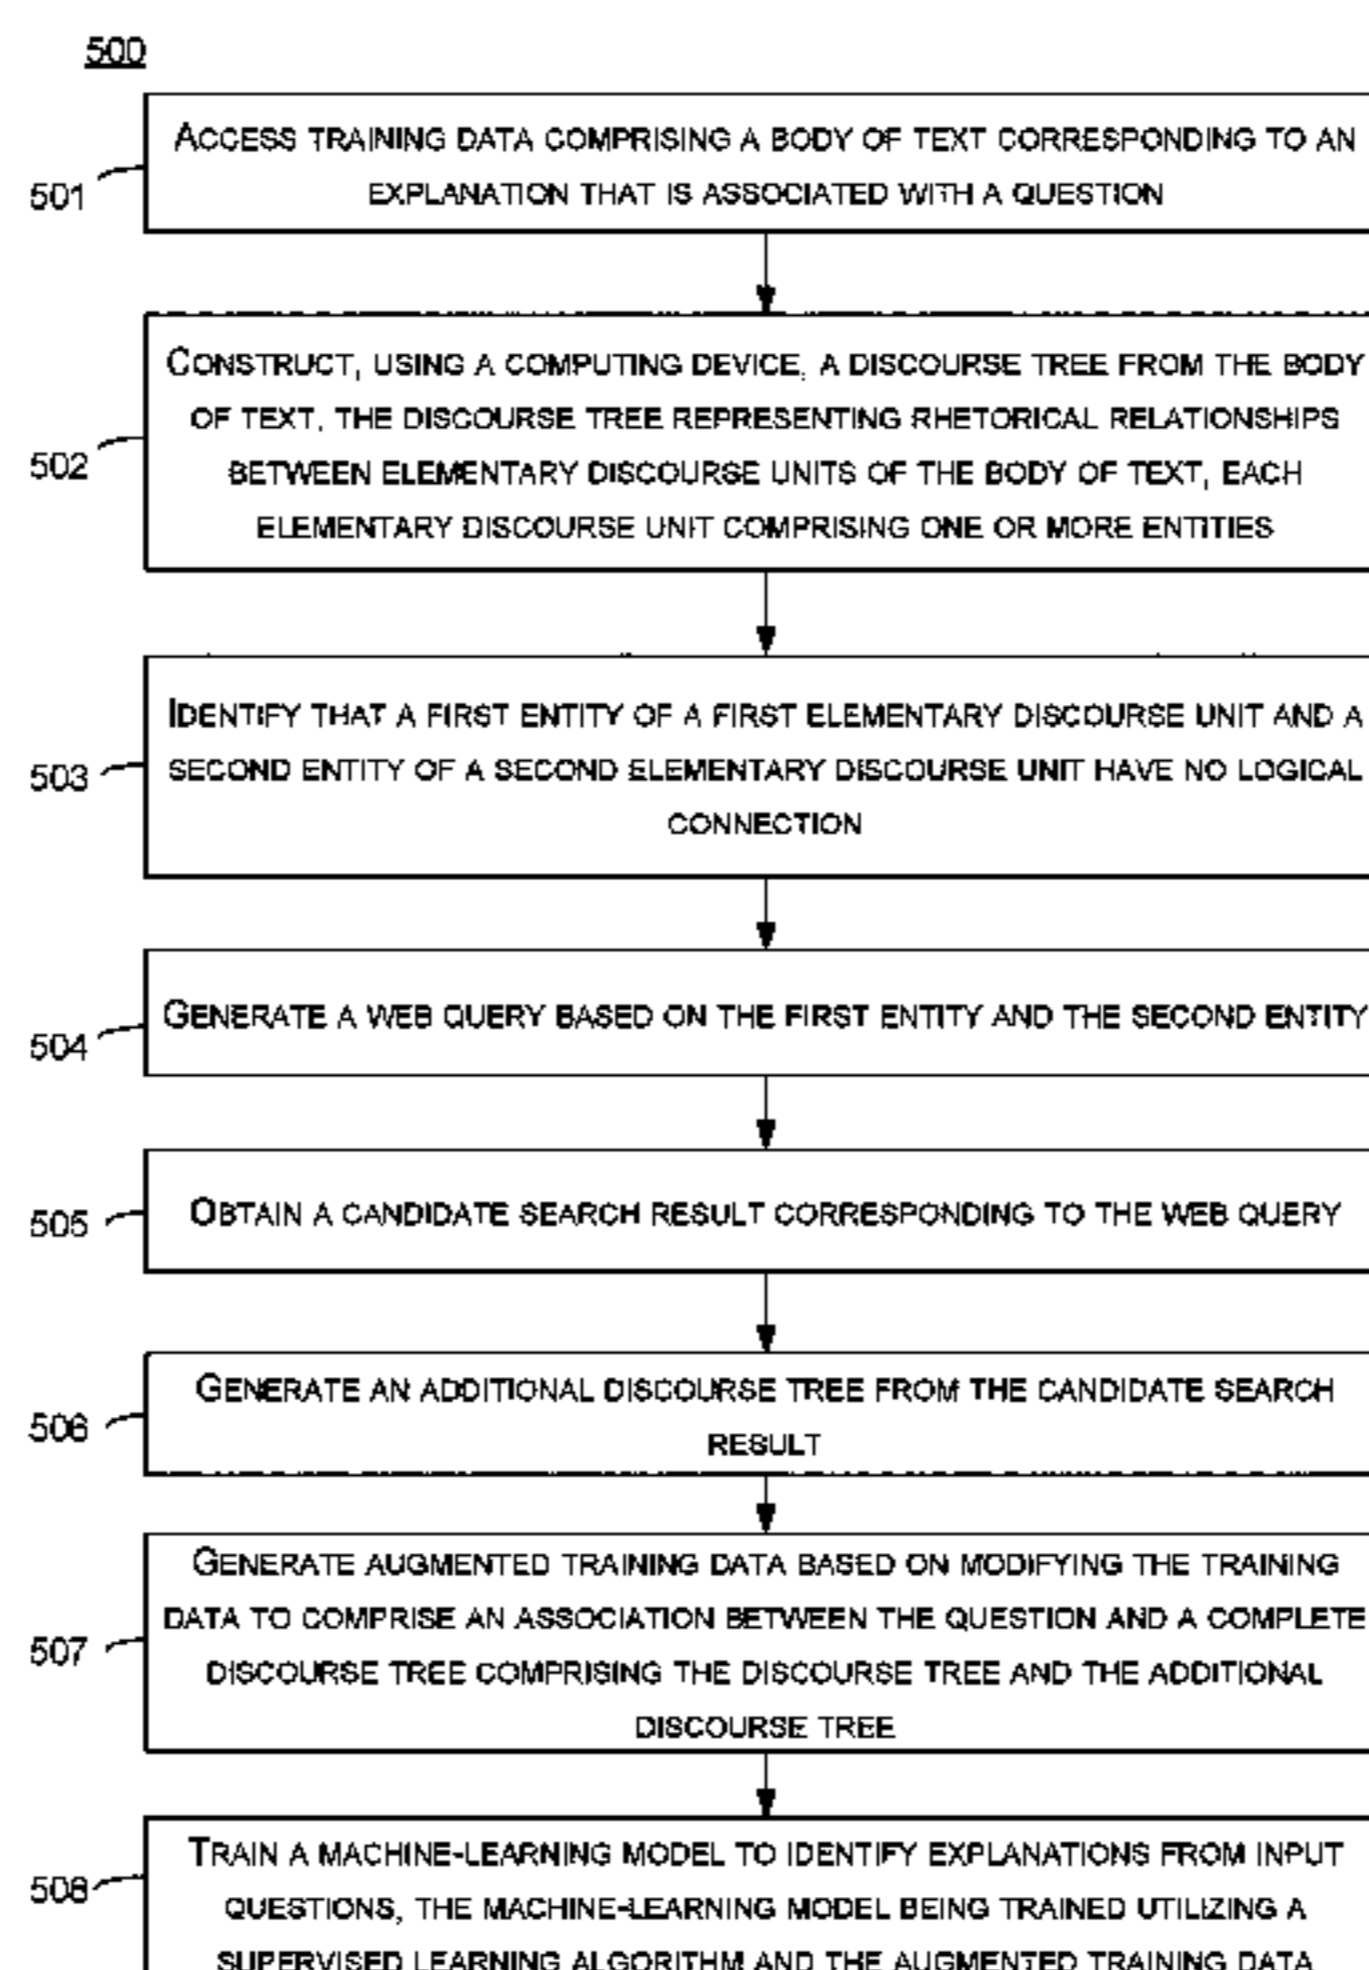 500
ACCESS TRAINING DATA COMPRISING A BODY OF TEXT CORRESPONDING TO AN
EXPLANATION THAT IS ASSOCIATED WITH A QUESTION
501
CONSTRUCT, USING A COMPUTING DEVICE, A DISCOURSE TREE FROM THE BODY
OF TEXT, THE DISCOURSE TREE REPRESENTING RHETORICAL RELATIONSHIPS
BETWEEN ELEMENTARY DISCOURSE UNITS OF THE BODY OF TEXT, EACH
ELEMENTARY DISCOURSE UNIT COMPRISING ONE OR MORE ENTITIES
502
IDENTIFY THAT A FIRST ENTITY OF A FIRST ELEMENTARY DISCOURSE UNIT AND A
SECOND ENTITY OF A SECOND ELEMENTARY DISCOURSE UNIT HAVE NO LOGICAL
CONNECTION
503
GENERATE A WEB QUERY BASED ON THE FIRST ENTITY AND THE SECOND ENTITY
504
OBTAIN A CANDIDATE SEARCH RESULT CORRESPONDING TO THE WEB QUERY
505
GENERATE AN ADDITIONAL DISCOURSE TREE FROM THE CANDIDATE SEARCH
RESULT
506
GENERATE AUGMENTED TRAINING DATA BASED ON MODIFYING THE TRAINING
DATA TO COMPRISE AN ASSOCIATION BETWEEN THE QUESTION AND A COMPLETE
DISCOURSE TREE COMPRISING THE DISCOURSE TREE AND THE ADDITIONAL
DISCOURSE TREE
507
TRAIN A MACHINE-LEARNING MODEL TO IDENTIFY EXPLANATIONS FROM INPUT
QUESTIONS, THE MACHINE-LEARNING MODEL BEING TRAINED UTILIZING A
SUPERVISED LEARNING ALGORITHM AND THE AUGMENTED TRAINING DATA
508